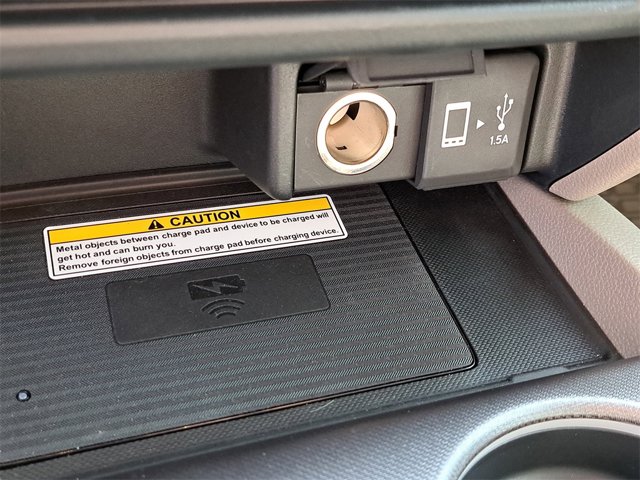 1.5A
CAUTION
Metal objects between charge pad and device to be charged will
get hot and can burn you.
Remove foreign objects from charge pad before charging device.